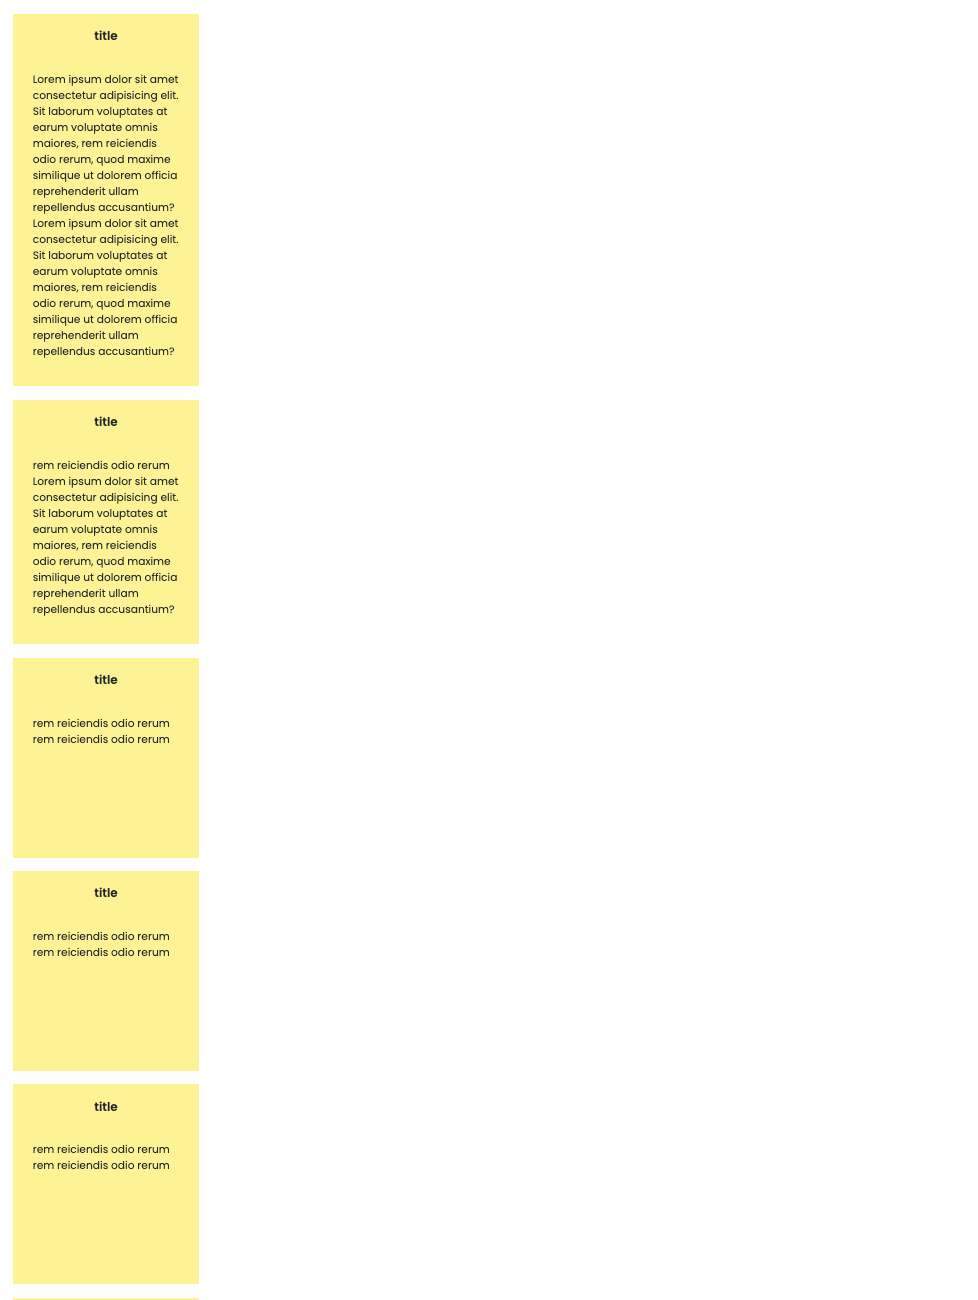 title
Lorem ipsum dolor sit amet
consectetur adipisicing elit.
Sit laborum voluptates at
earum voluptate omnis
maiores, rem reiciendis
odio rerum, quod maxime
similique ut dolorem officia
reprehenderit ullam
repellendus accusantium?
Lorem ipsum dolor sit amet
consectetur adipisicing elit.
Sit laborum voluptates at
earum voluptate omnis
maiores, rem reiciendis
odio rerum, quod maxime
similique ut dolorem officia
reprehenderit ullam
repellendus accusantium?
title
rem reiciendis odio rerum
Lorem ipsum dolor sit amet
consectetur adipisicing elit.
Sit laborum voluptates at
earum voluptate omnis
maiores, rem reiciendis
odio rerum, quod maxime
similique ut dolorem officia
reprehenderit ullam
repellendus accusantium?
title
rem reiciendis odio rerum
rem reiciendis odio rerum
title
rem reiciendis odio rerum
rem reiciendis odio rerum
title
rem reiciendis odio rerum
rem reiciendis odio rerum